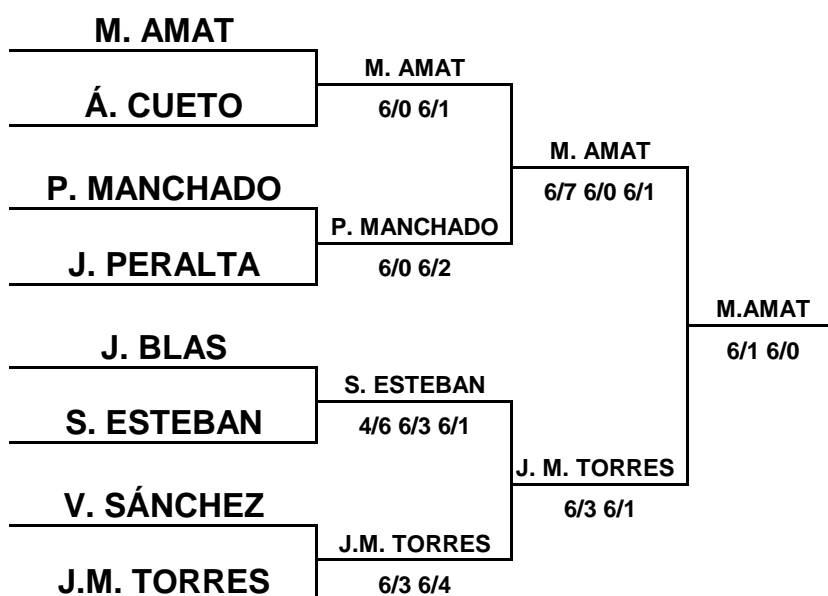 M. AMAT
M. AMAT
Á. CUETO
6/0 6/1
M. AMAT
P. MANCHADO
6/7 6/0 6/1
P. MANCHADO
J. PERALTA
6/0 6/2
M.AMAT
J. BLAS
6/1 6/0
S. ESTEBAN
S. ESTEBAN
4/6 6/3 6/1
J. M. TORRES
V. SÁNCHEZ
6/3 6/1
J.M. TORRES
J.M. TORRES
6/3 6/4